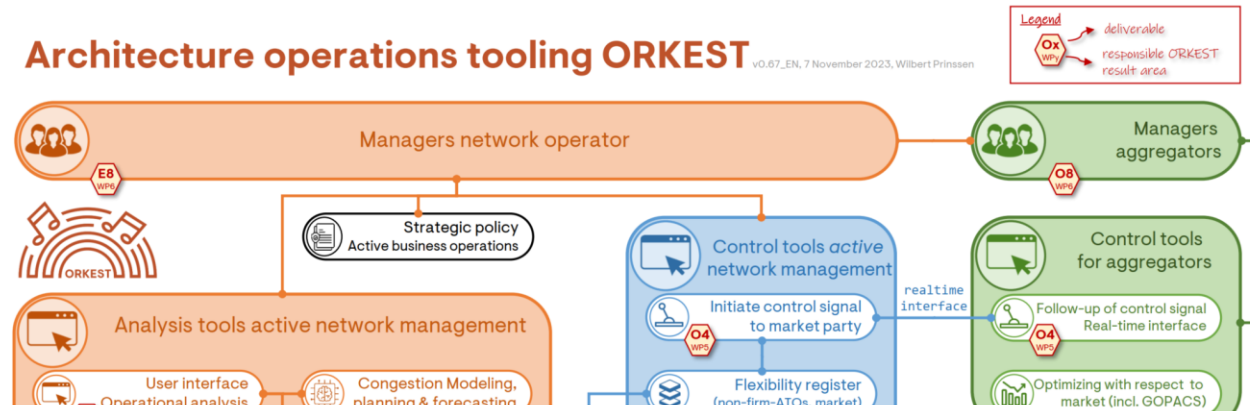 Architecture operations tooling ORKEST
v0.67_EN, 7 November 2023, Wilbert Prinssen
Legend
Ox
WPy
deliverable
responsible ORKEST
result area
Managers network operator
E8
WP6
Managers
aggregators
O8
WP6
ORKEST
Strategic policy
Active business operations
Control tools active
network management
Initiate control signal
to market party
O4
WP5
realtime
interface
Control tools
for aggregators
Follow-up of control signal
Real-time interface
O4
WP5
Analysis tools active network management
User interface
Operational analysis
Congestion Modeling,
planning & forecasting
Flexibility register
(non-firm-ATOs, market)
Optimizing with respect to
market (incl. GOPACS)